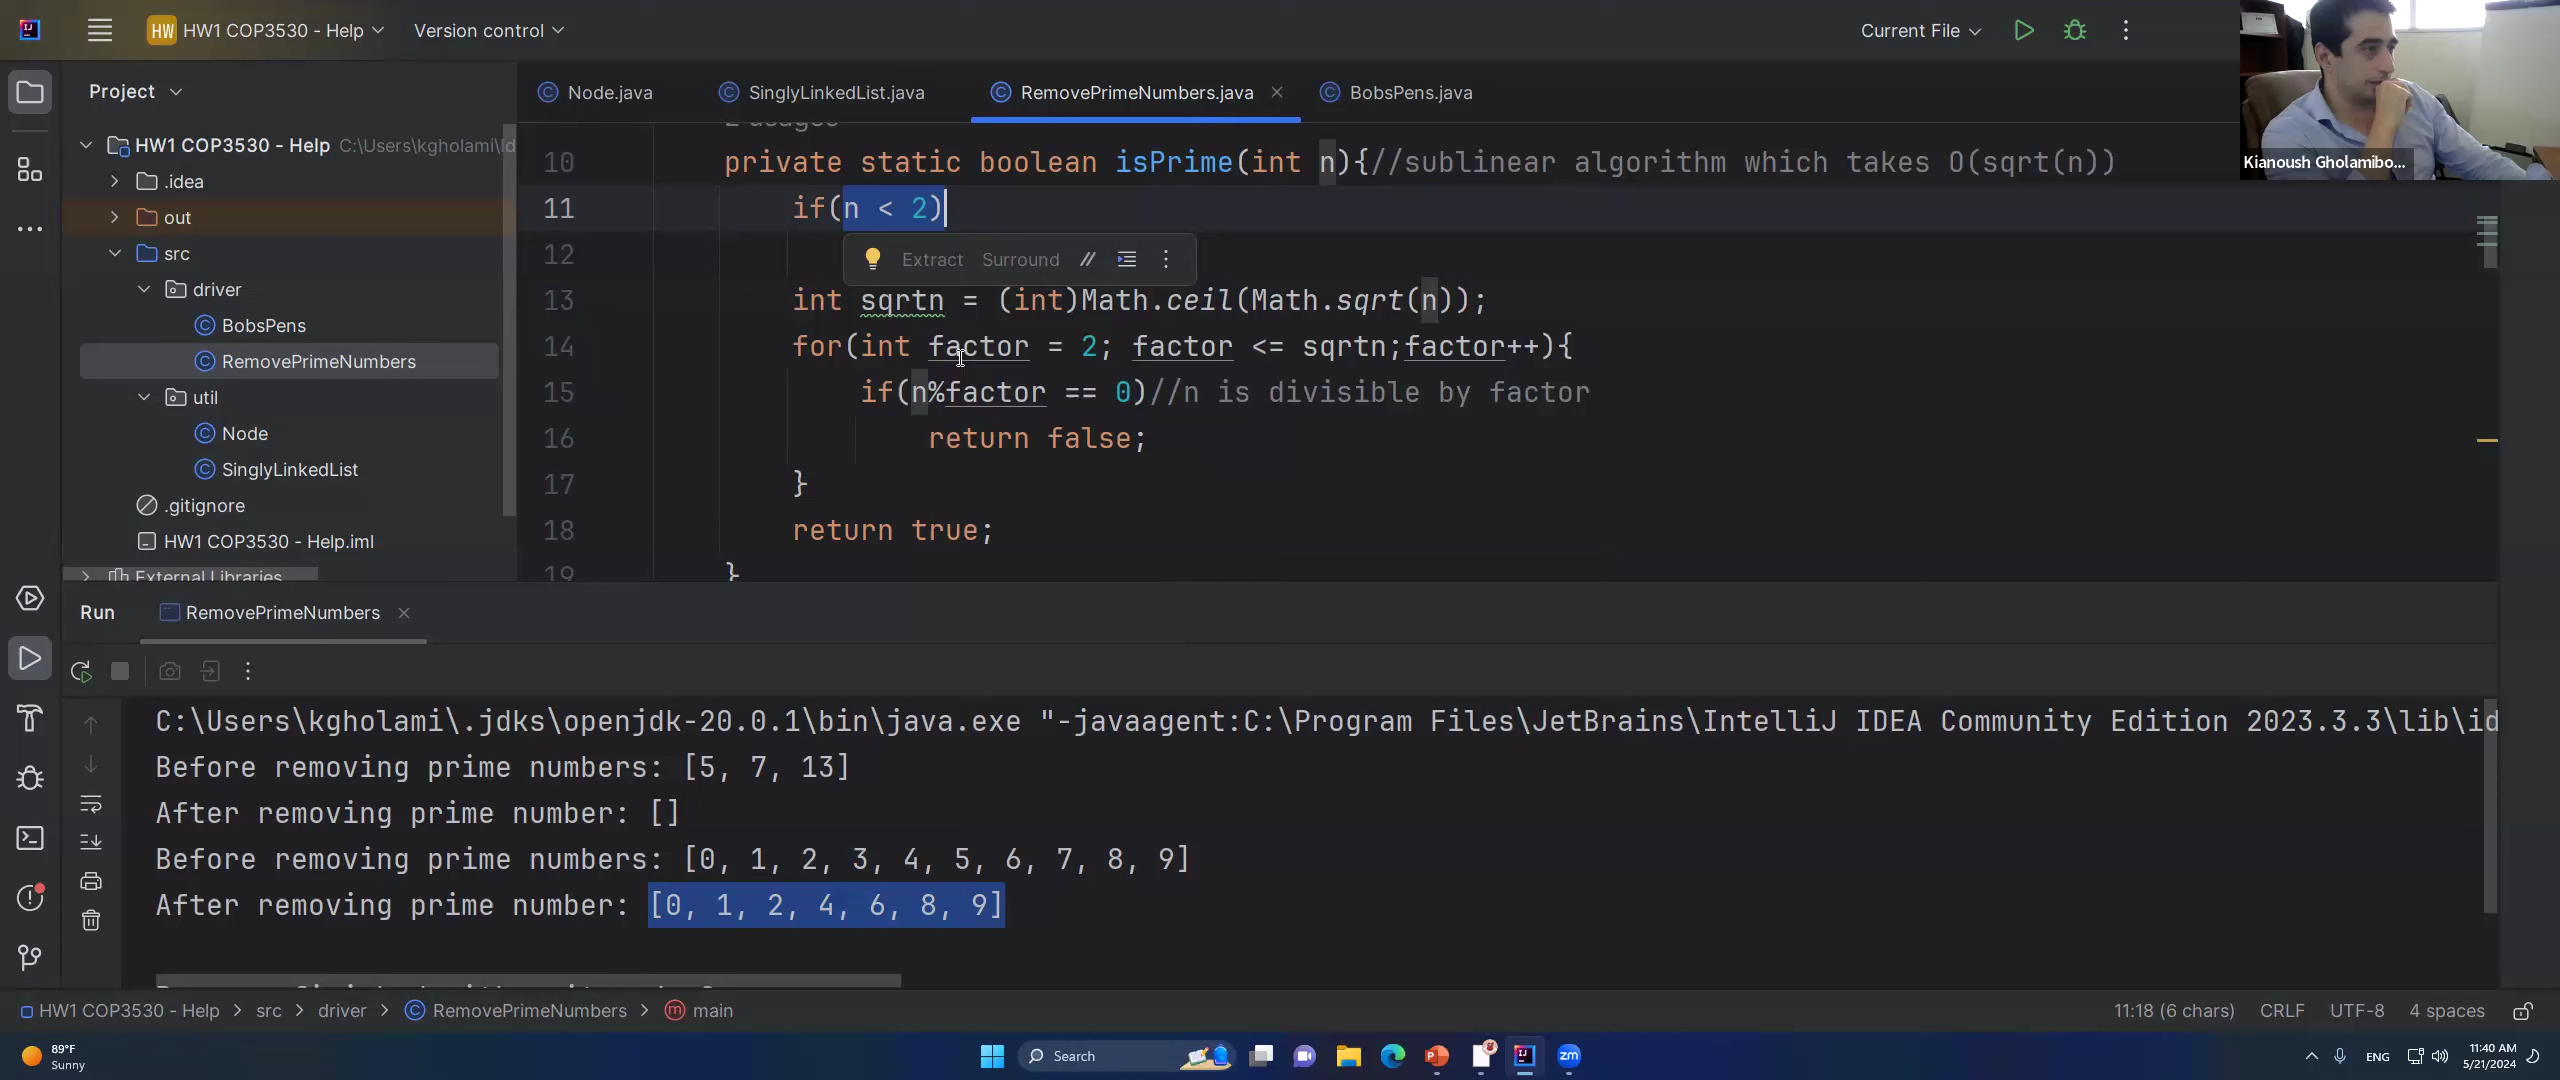 HW HW1 COP3530 - Help Version control Current File
Kianoush Gholamibo...
Project
HW1 COP3530 - Help C:\Users\kgholami\Id
.idea
out
src
driver
BobsPens
RemovePrimeNumbers
util
Node
SinglyLinkedList
.gitignore
HW1 COP3530 - Help.iml
External Libraries
Node.java SinglyLinkedList.java RemovePrimeNumbers.java BobsPens.java
2 usages
10 private static boolean isPrime(int n){//sublinear algorithm which takes O(sqrt(n))
11 if(n < 2)
12 Extract Surround //
13 int sqrtn = (int)Math.ceil(Math.sqrt(n));
14 for(int factor = 2; factor <= sqrtn;factor++){
15 if(n%factor == 0)//n is divisible by factor
16 return false;
17 }
18 return true;
19 }
Run RemovePrimeNumbers
C:\Users\kgholami\.jdks\openjdk-20.0.1\bin\java.exe "-javaagent:C:\Program Files\JetBrains\IntelliJ IDEA Community Edition 2023.3.3\lib\id
Before removing prime numbers: [5, 7, 13]
After removing prime number: []
Before removing prime numbers: [0, 1, 2, 3, 4, 5, 6, 7, 8, 9]
After removing prime number: [0, 1, 2, 4, 6, 8, 9]
HW1 COP3530 - Help > src > driver > RemovePrimeNumbers > main 11:18 (6 chars) CRLF UTF-8 4 spaces
89°F
Sunny
Search
zm
ENG
11:40 AM
5/21/2024